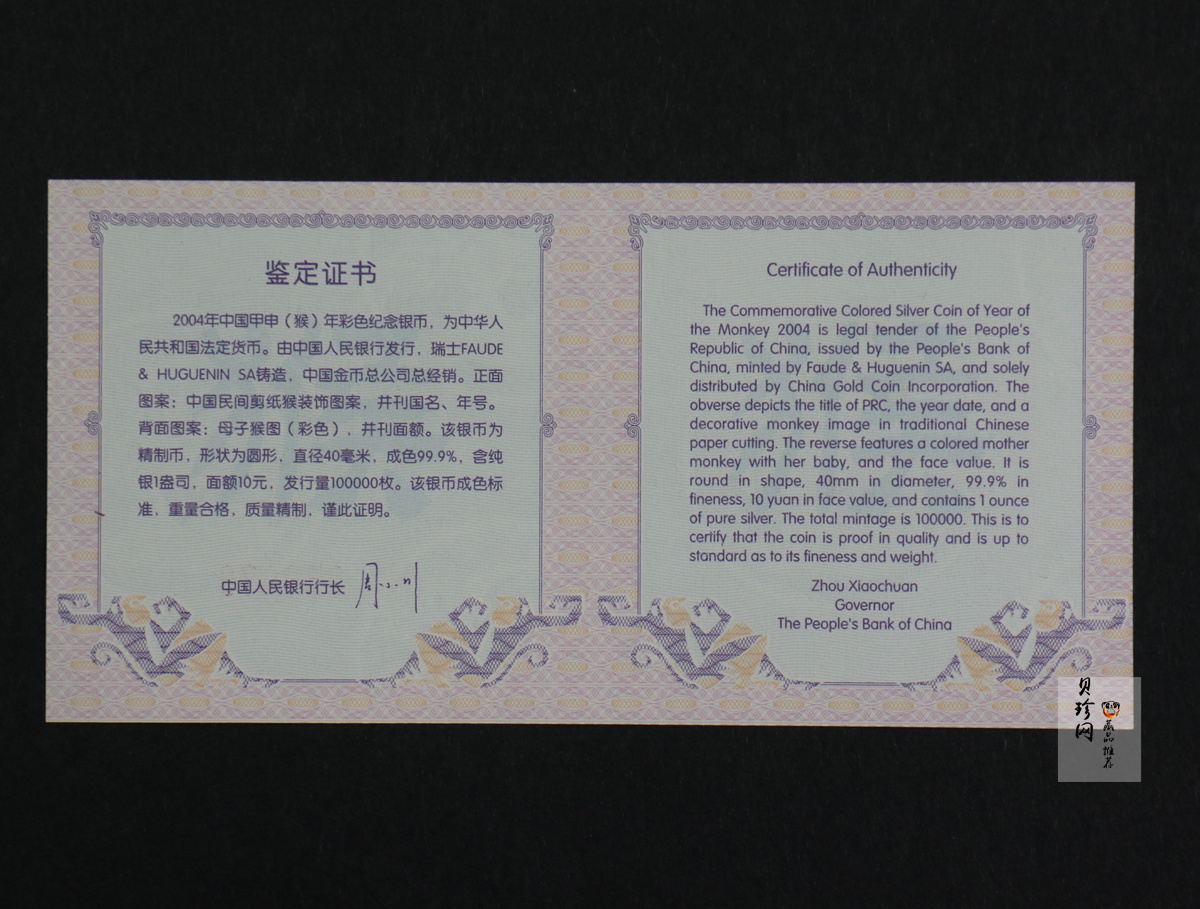 鉴定证书
2004年中国甲申（猴）年彩色纪念银币，为中华人
民共和国法定货币。由中国人民银行发行，瑞士FAUDE
& HUGUENIN SA铸造，中国金币总公司总经销。正面
图案：中国民间剪纸猴装饰图案，并刊国名、年号。
背面图案：母子猴图（彩色），并刊面额。该银币为
精制币，形状为圆形，直径40毫米，成色99.9%，含纯
银1盎司，面额10元，发行量100000枚。该银币成色标
准，重量合格，质量精制，谨此证明。
中国人民银行行长 周小川
Certificate of Authenticity
The Commemorative Colored Silver Coin of Year of
the Monkey 2004 is legal tender of the People's
Republic of China, issued by the People's Bank of
China, minted by Faude & Huguenin SA, and solely
distributed by China Gold Coin Incorporation. The
obverse depicts the title of PRC, the year date, and a
decorative monkey image in traditional Chinese
paper cutting. The reverse features a colored mother
monkey with her baby, and the face value. It is
round in shape, 40mm in diameter, 99.9% in
fineness, 10 yuan in face value, and contains 1 ounce
of pure silver. The total mintage is 100000. This is to
certify that the coin is proof in quality and is up to
standard as to its fineness and weight.
Zhou Xiaochuan
Governor
The People's Bank of China
贝珍网
藏品推荐